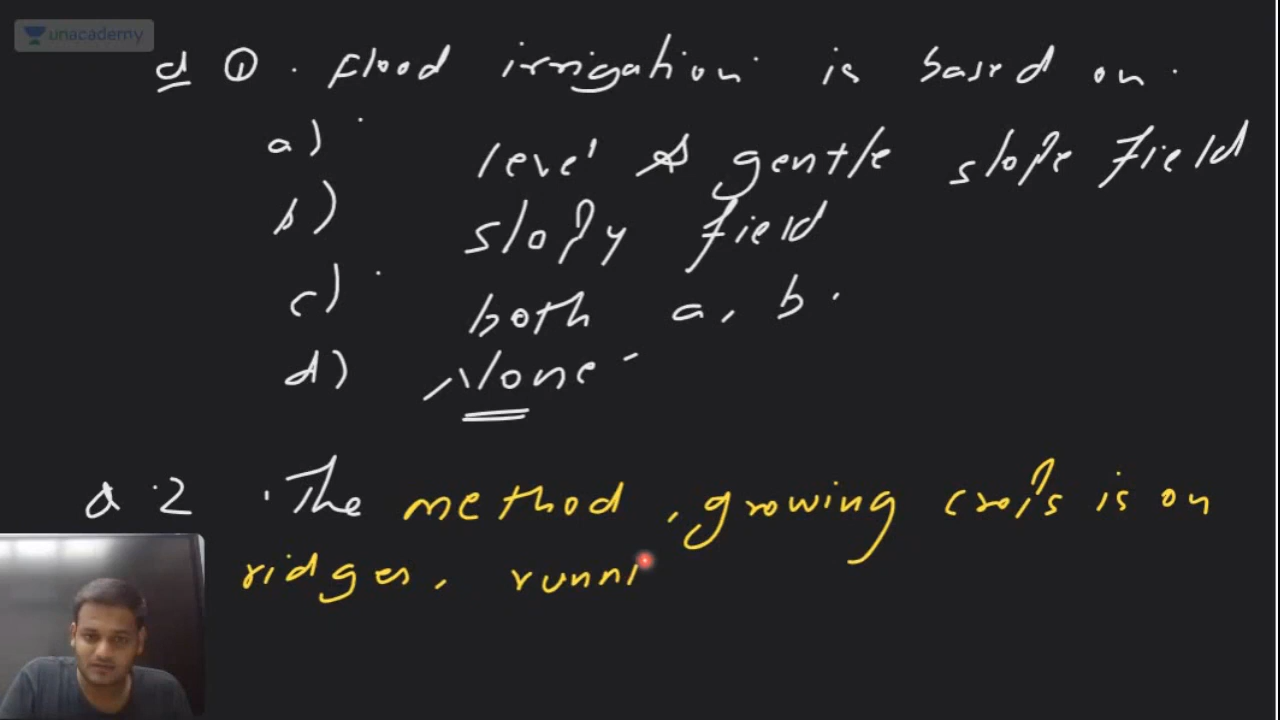 unacademy
Q ① . Flood irrigation is based on .
a) level & gentle slope field
b) slopy field
c) both a, b .
d) None -
Q . 2 . The method , growing crops is on
ridges , runni